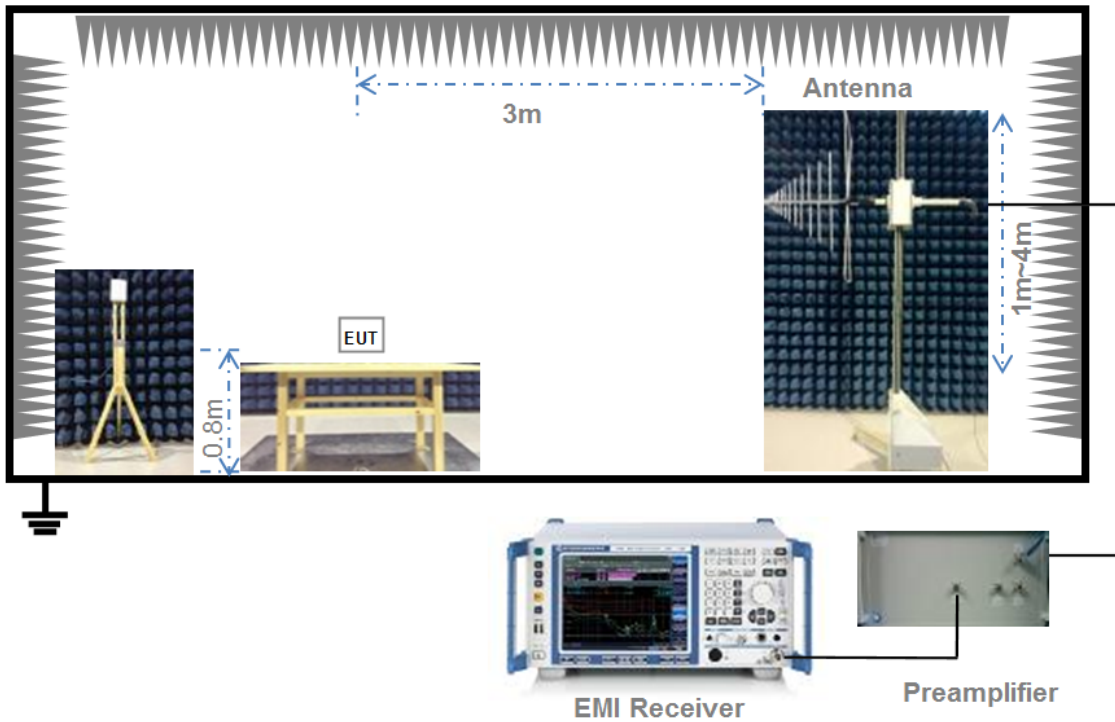 Antenna
3m
1m~4m
EUT
0.8m
EMI Receiver
Preamplifier